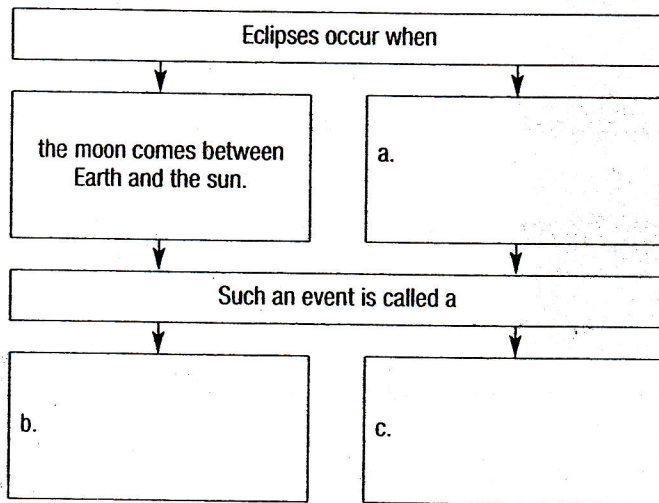 Eclipses occur when
the moon comes between
Earth and the sun.
a.
Such an event is called a
b.
c.